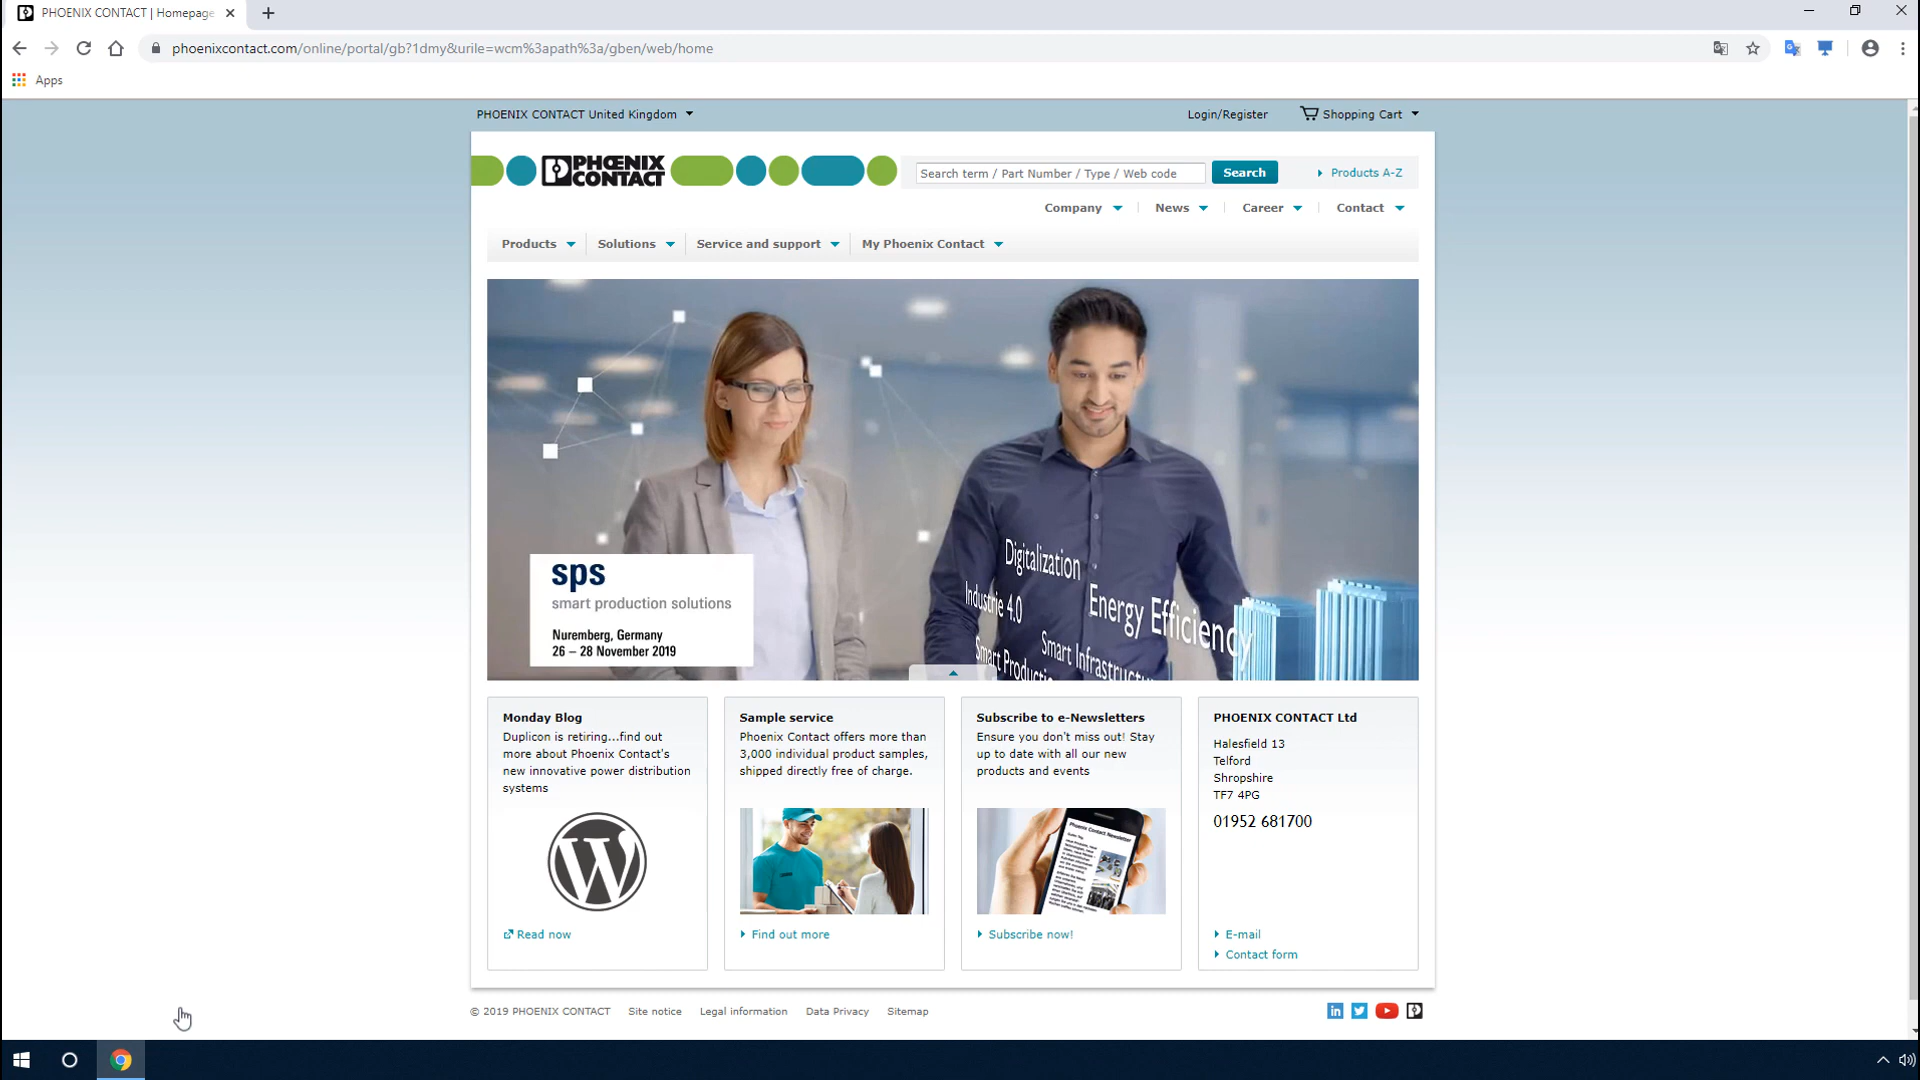 PHOENIX CONTACT | Homepage
phoenixcontact.com/online/portal/gb?1dmy&urile=wcm%3apath%3a/gben/web/home
Apps
PHOENIX CONTACT United Kingdom
Login/Register
Shopping Cart
PHOENIX
CONTACT
Search term / Part Number / Type / Web code
Search
Products A-Z
Company
News
Career
Contact
Products
Solutions
Service and support
My Phoenix Contact
Digitalization
Industrie 4.0
Energy Efficiency
Smart Infrastructu
Smart Produc
sps
smart production solutions
Nuremberg, Germany
26 – 28 November 2019
Monday Blog
Duplicon is retiring...find out
more about Phoenix Contact's
new innovative power distribution
systems
Read now
Sample service
Phoenix Contact offers more than
3,000 individual product samples,
shipped directly free of charge.
Find out more
Subscribe to e-Newsletters
Ensure you don't miss out! Stay
up to date with all our new
products and events
Phoenix Contact Newsletter
Subscribe now!
PHOENIX CONTACT Ltd
Halesfield 13
Telford
Shropshire
TF7 4PG
01952 681700
E-mail
Contact form
© 2019 PHOENIX CONTACT
Site notice
Legal information
Data Privacy
Sitemap